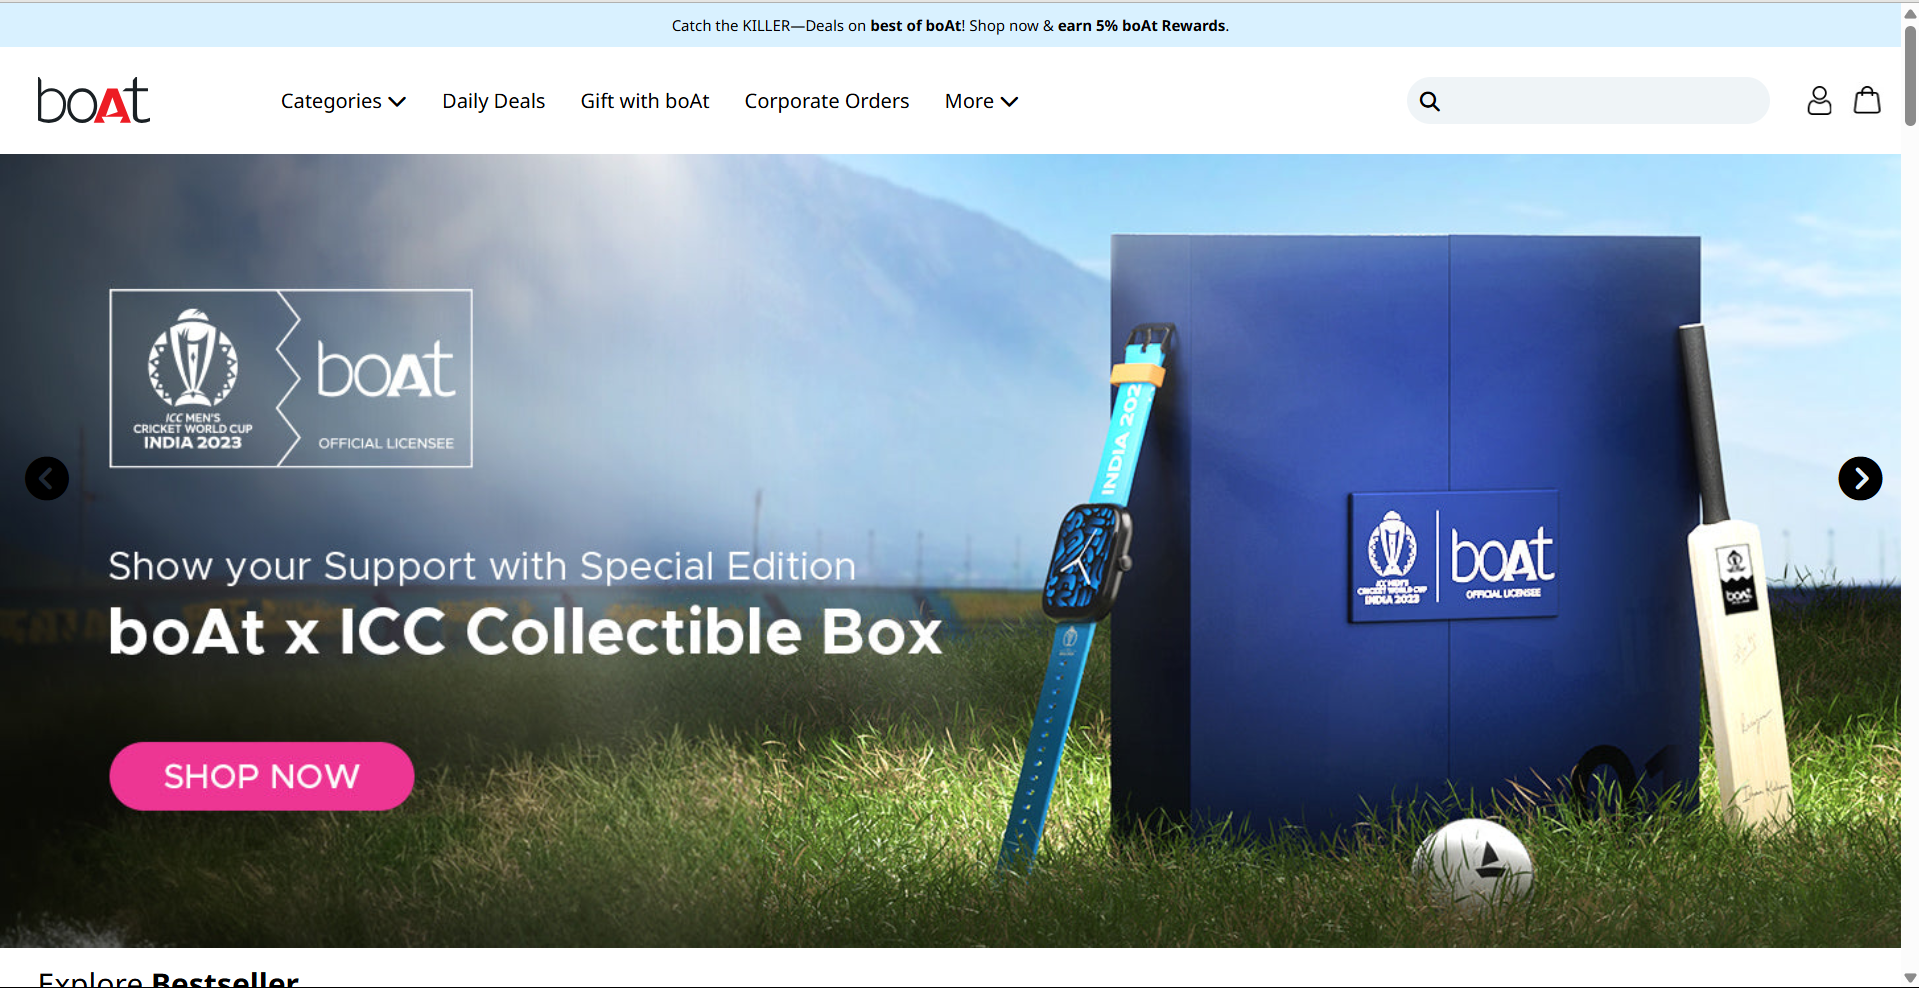 Catch the KILLER—Deals on best of boAt! Shop now & earn 5% boAt Rewards.
boAt
Categories
Daily Deals
Gift with boAt
Corporate Orders
More
ICC MEN'S
CRICKET WORLD CUP
INDIA 2023
boAt
OFFICIAL LICENSEE
Show your Support with Special Edition
boAt x ICC Collectible Box
SHOP NOW
INDIA 202
ICC MEN'S
CRICKET WORLD CUP
INDIA 2023
boAt
OFFICIAL LICENSEE
boAt
01
Explore Bestseller